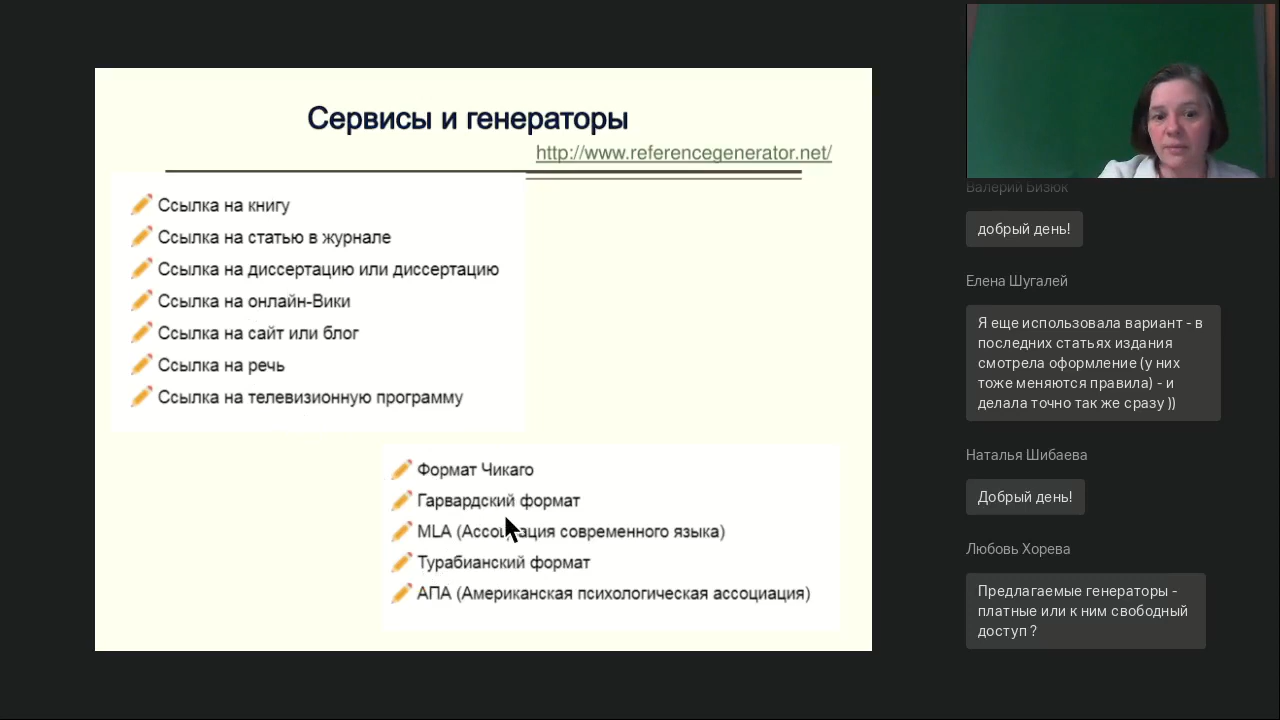 Сервисы и генераторы
http://www.referencegenerator.net/
Ссылка на книгу
Ссылка на статью в журнале
Ссылка на диссертацию или диссертацию
Ссылка на онлайн-Вики
Ссылка на сайт или блог
Ссылка на речь
Ссылка на телевизионную программу
Формат Чикаго
Гарвардский формат
MLA (Ассоциация современного языка)
Турабианский формат
АПА (Американская психологическая ассоциация)
Валерий Бизюк
добрый день!
Елена Шугалей
Я еще использовала вариант - в
последних статьях издания
смотрела оформление (у них
тоже меняются правила) - и
делала точно так же сразу ))
Наталья Шибаева
Добрый день!
Любовь Хорева
Предлагаемые генераторы -
платные или к ним свободный
доступ ?